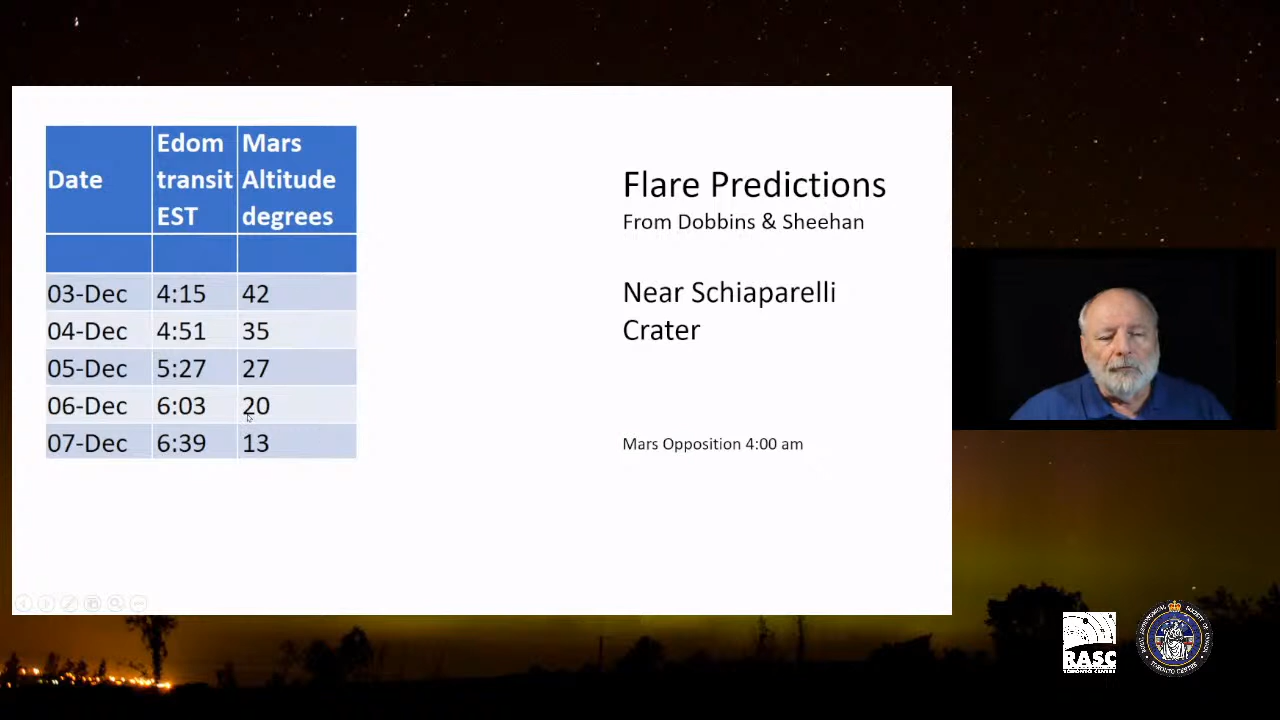 Date Edom transit EST Mars Altitude degrees
03-Dec 4:15 42
04-Dec 4:51 35
05-Dec 5:27 27
06-Dec 6:03 20
07-Dec 6:39 13
Flare Predictions
From Dobbins & Sheehan
Near Schiaparelli
Crater
Mars Opposition 4:00 am
RASC
TORONTO CENTRE